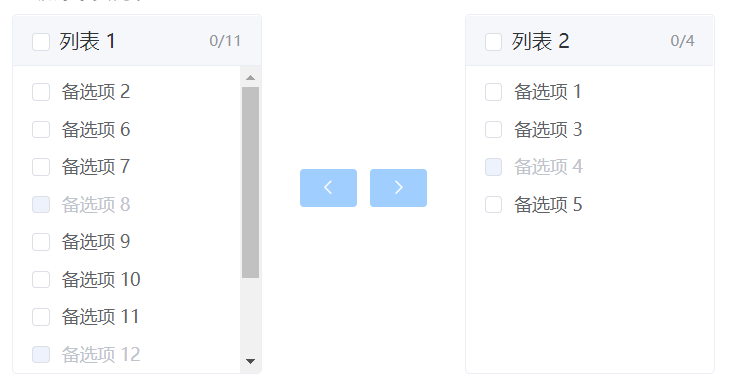 列表 1 0/11
备选项 2
备选项 6
备选项 7
备选项 8
备选项 9
备选项 10
备选项 11
备选项 12
列表 2 0/4
备选项 1
备选项 3
备选项 4
备选项 5